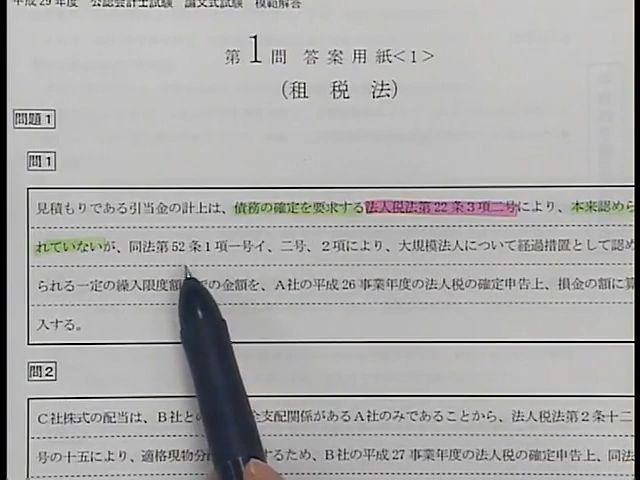 平成29年度 公認会計士試験 論文式試験 模範解答
第1問 答案用紙<1>
(租 税 法)
問題1
問1
見積もりである引当金の計上は、債務の確定を要求する法人税法第22条3項二号により、本来認めら
れていないが、同法第52条1項一号イ、二号、2項により、大規模法人について経過措置として認め
られる一定の繰入限度額 の金額を、A社の平成26事業年度の法人税の確定申告上、損金の額に算
入する。
問2
C社株式の配当は、B社と 全支配関係があるA社のみであることから、法人税法第2条十二
号の十五により、適格現物分 するため、B社の平成27事業年度の法人税の確定申告上、同法